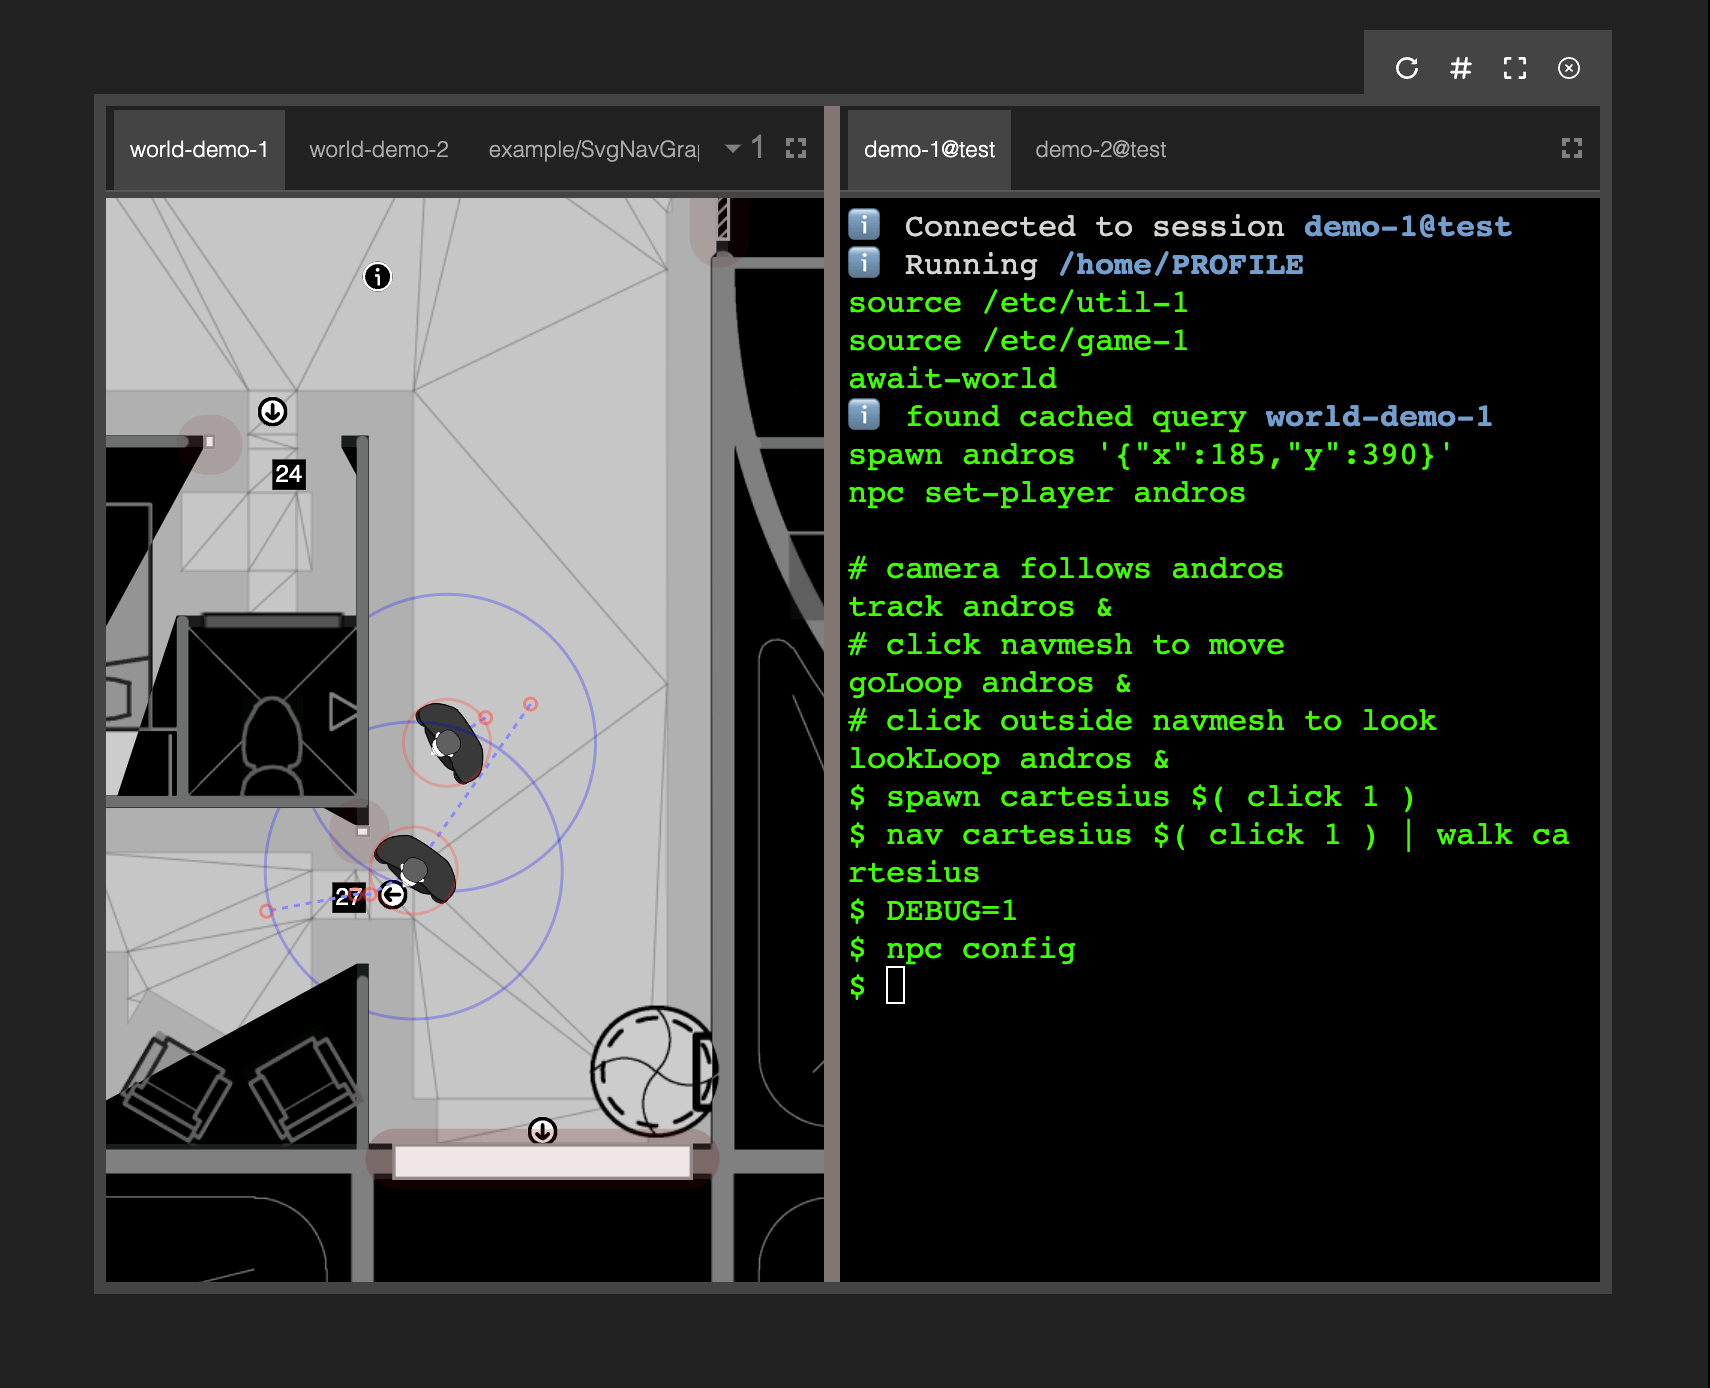 world-demo-1 world-demo-2 example/SvgNavGra 1
24
27
demo-1@test demo-2@test
Connected to session demo-1@test
Running /home/PROFILE
source /etc/util-1
source /etc/game-1
await-world
found cached query world-demo-1
spawn andros '{"x":185,"y":390}'
npc set-player andros
# camera follows andros
track andros &
# click navmesh to move
goLoop andros &
# click outside navmesh to look
lookLoop andros &
$ spawn cartesius $( click 1 )
$ nav cartesius $( click 1 ) | walk ca
rtesius
$ DEBUG=1
$ npc config
$